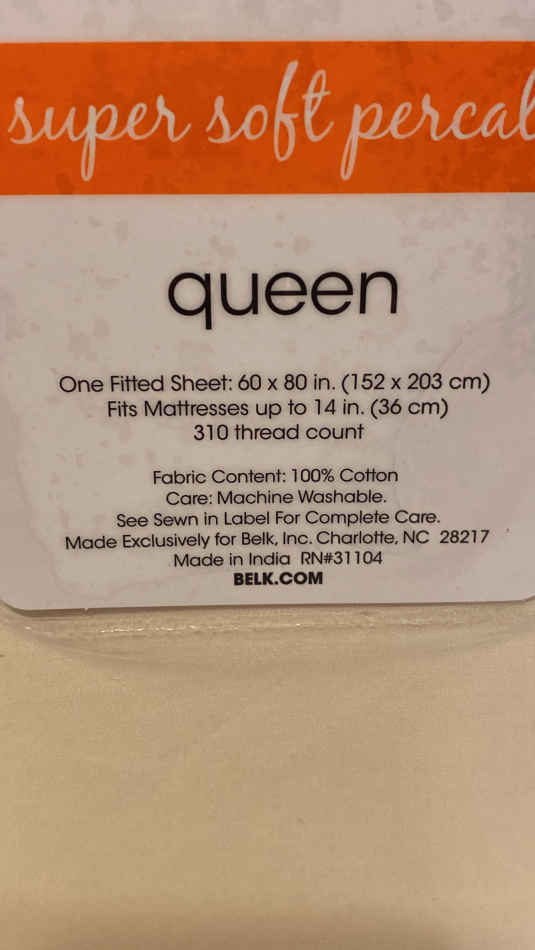 super soft percal
queen
One Fitted Sheet: 60 x 80 in. (152 x 203 cm)
Fits Mattresses up to 14 in. (36 cm)
310 thread count
Fabric Content: 100% Cotton
Care: Machine Washable.
See Sewn in Label For Complete Care.
Made Exclusively for Belk, Inc. Charlotte, NC 28217
Made in India RN#31104
BELK.COM